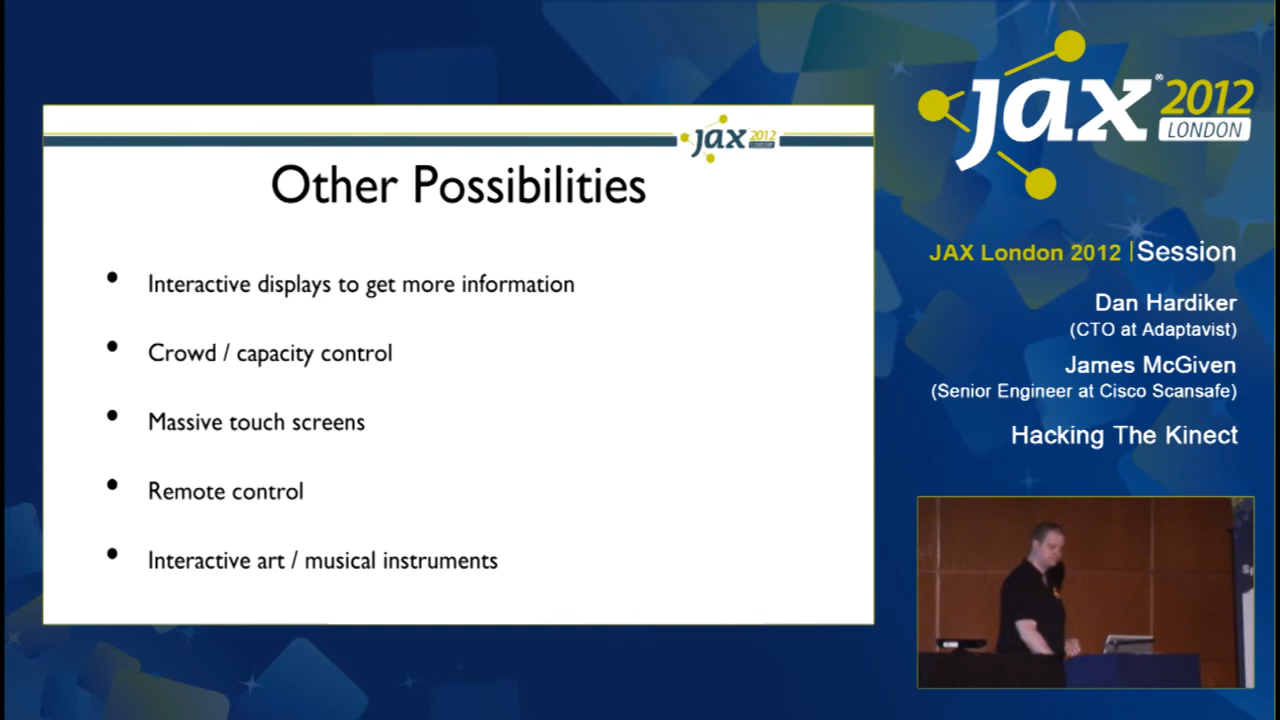 jax 2012
LONDON
Other Possibilities
• Interactive displays to get more information
• Crowd / capacity control
• Massive touch screens
• Remote control
• Interactive art / musical instruments
jax® 2012
LONDON
JAX London 2012 | Session
Dan Hardiker
(CTO at Adaptavist)
James McGiven
(Senior Engineer at Cisco Scansafe)
Hacking The Kinect